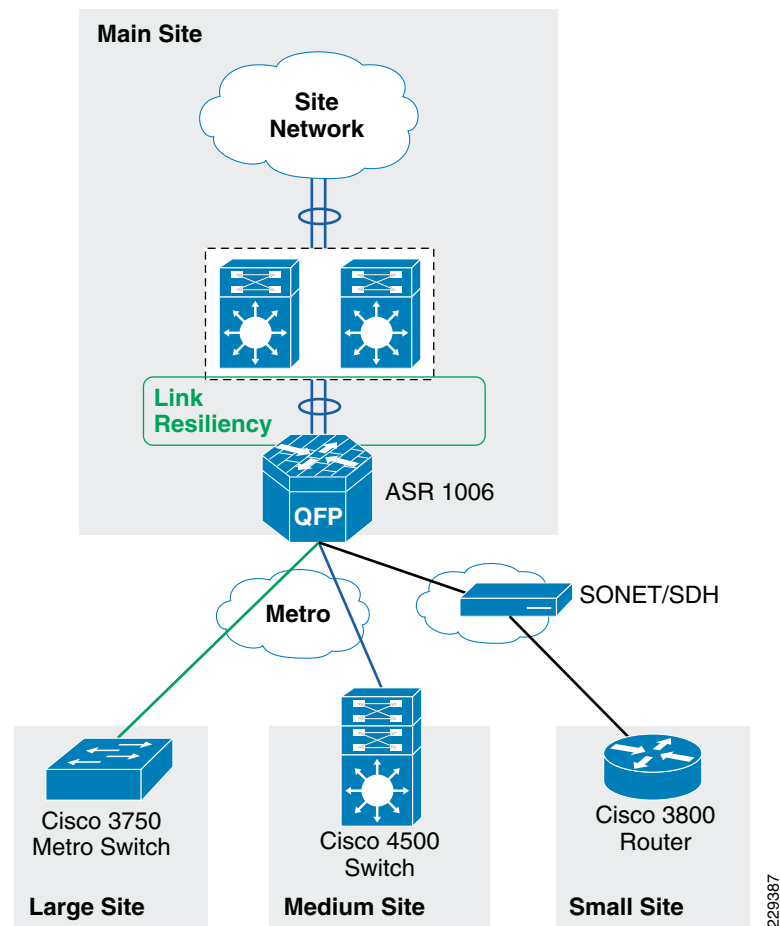 Main Site
Site
Network
Link
Resiliency
ASR 1006
QFP
SONET/SDH
Metro
Cisco 3750
Metro Switch
Cisco 4500
Switch
Cisco 3800
Router
Large Site
Medium Site
Small Site
229387